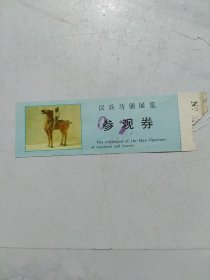 汉兵马俑展览
参观券
The exhibition of the Han figurines
of warriors and horses